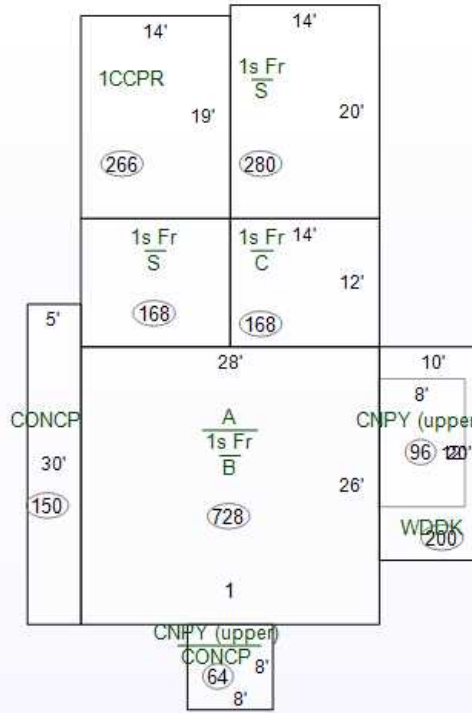 14'
14'
1CCPR
1s Fr
S
19'
20'
266
280
1s Fr
S
1s Fr
C
14'
12'
168
168
5'
28'
10'
8'
CONCP
A
1s Fr
B
CNPY (upper
96
20'
30'
26'
150
728
WDDK
200
1
CNPY (upper)
CONCP
8'
64
8'